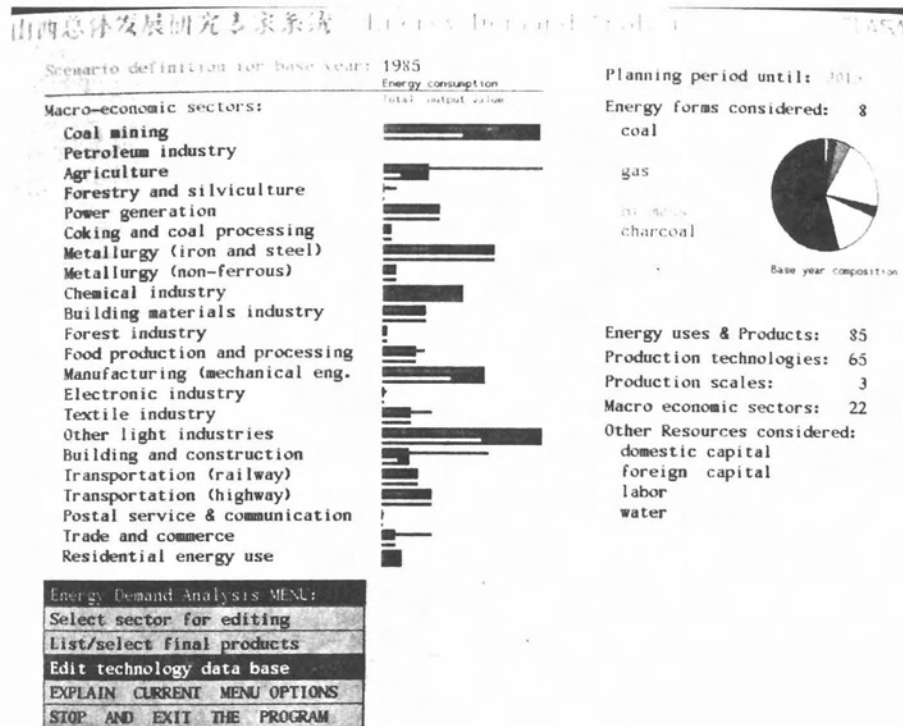 山西总体发展研究专家系统 Energy Demand
IIASA
Scenario definition for base year: 1985
Energy consumption
Total output value
Macro-economic sectors:
Coal mining
Petroleum industry
Agriculture
Forestry and silviculture
Power generation
Coking and coal processing
Metallurgy (iron and steel)
Metallurgy (non-ferrous)
Chemical industry
Building materials industry
Forest industry
Food production and processing
Manufacturing (mechanical eng.
Electronic industry
Textile industry
Other light industries
Building and construction
Transportation (railway)
Transportation (highway)
Postal service & communication
Trade and commerce
Residential energy use
Energy Demand Analysis MENU:
Select sector for editing
List/select final products
Edit technology data base
EXPLAIN CURRENT MENU OPTIONS
STOP AND EXIT THE PROGRAM
Planning period until:
Energy forms considered: 8
coal
gas
charcoal
Base year composition
Energy uses & Products: 85
Production technologies: 65
Production scales: 3
Macro economic sectors: 22
Other Resources considered:
domestic capital
foreign capital
labor
water